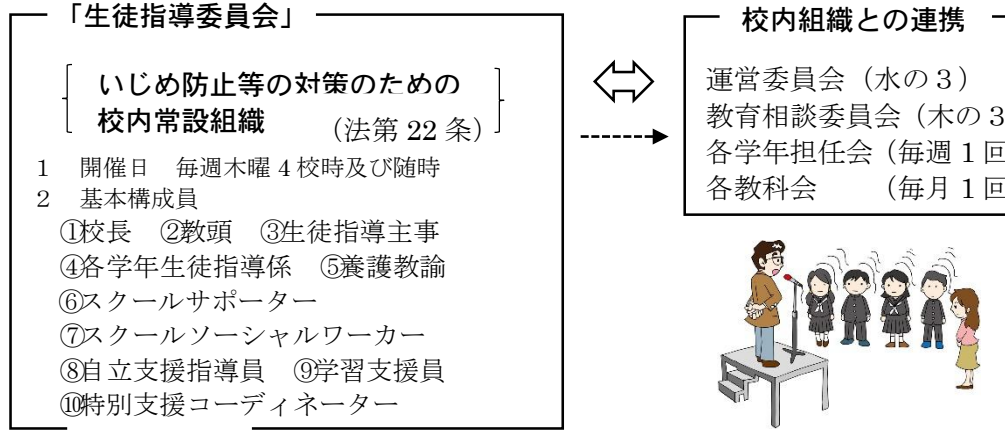 「生徒指導委員会」
いじめ防止等の対策のための
校内常設組織 (法第 22 条)
1 開催日 毎週木曜4校時及び随時
2 基本構成員
①校長 ②教頭 ③生徒指導主事
④各学年生徒指導係 ⑤養護教諭
⑥スクールサポーター
⑦スクールソーシャルワーカー
⑧自立支援指導員 ⑨学習支援員
⑩特別支援コーディネーター
校内組織との連携
運営委員会(水の3)
教育相談委員会(木の3
各学年担任会(毎週1回
各教科会 (毎月1回